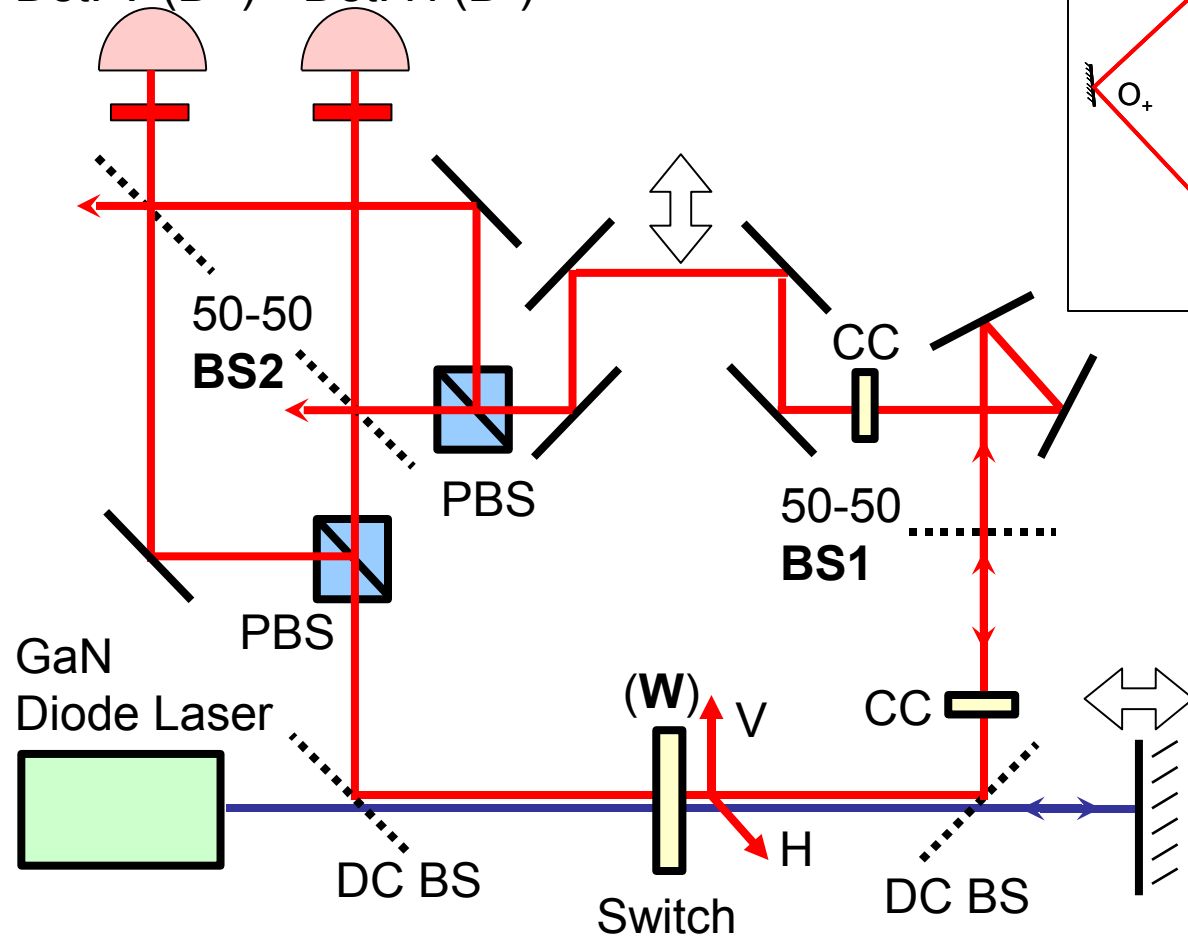 O₊
50-50
BS2
CC
PBS
50-50
BS1
PBS
GaN
Diode Laser
(W)
V
CC
H
DC BS
DC BS
Switch